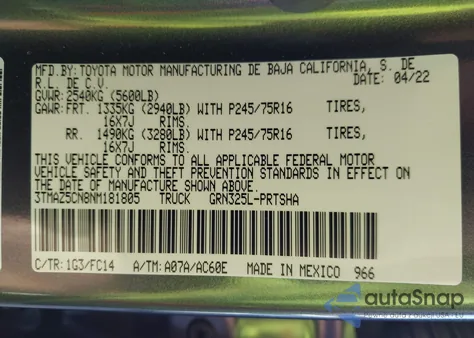 MFD.BY: TOYOTA MOTOR MANUFACTURING DE BAJA CALIFORNIA, S. DE
R.L. DE C.V. DATE: 04/22
GVWR: 2540KG (5600LB)
GAWR: FRT. 1335KG (2940LB) WITH P245/75R16 TIRES,
16X7J RIMS.
RR. 1490KG (3280LB) WITH P245/75R16 TIRES,
16X7J RIMS.
THIS VEHICLE CONFORMS TO ALL APPLICABLE FEDERAL MOTOR
VEHICLE SAFETY AND THEFT PREVENTION STANDARDS IN EFFECT ON
THE DATE OF MANUFACTURE SHOWN ABOVE.
3TMAZ5CN8NM181805 TRUCK GRN325L-PRTSHA
C/TR: 1G3/FC14 A/TM: A07A/AC60E MADE IN MEXICO 966
autoSnap